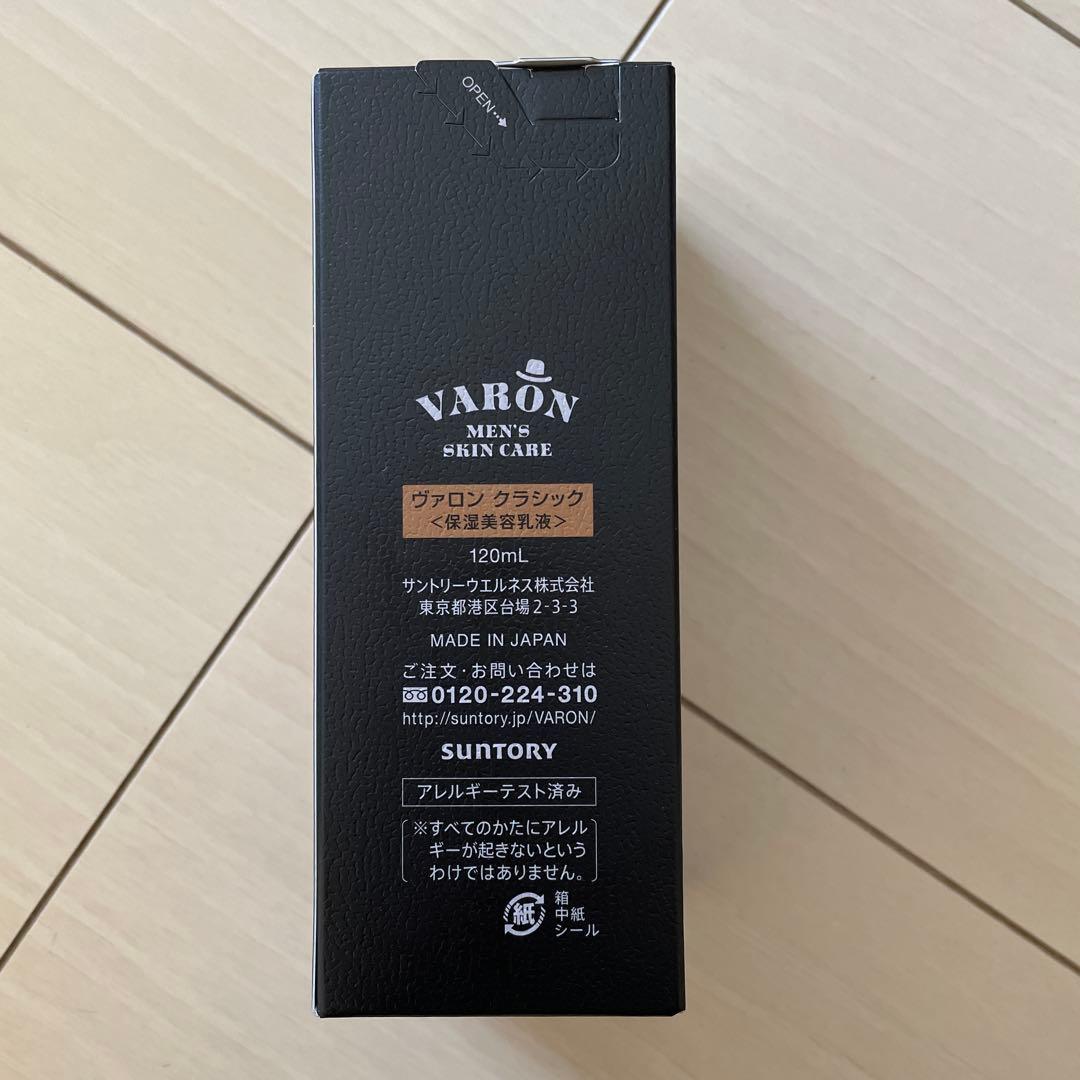 OPEN
VARON
MEN'S
SKIN CARE
ヴァロン クラシック
<保湿美容乳液>
120mL
サントリーウエルネス株式会社
東京都港区台場2-3-3
MADE IN JAPAN
ご注文・お問い合わせは
0120-224-310
http://suntory.jp/VARON/
SUNTORY
アレルギーテスト済み
※すべてのかたにアレル
ギーが起きないという
わけではありません。
紙
箱
中紙
シール